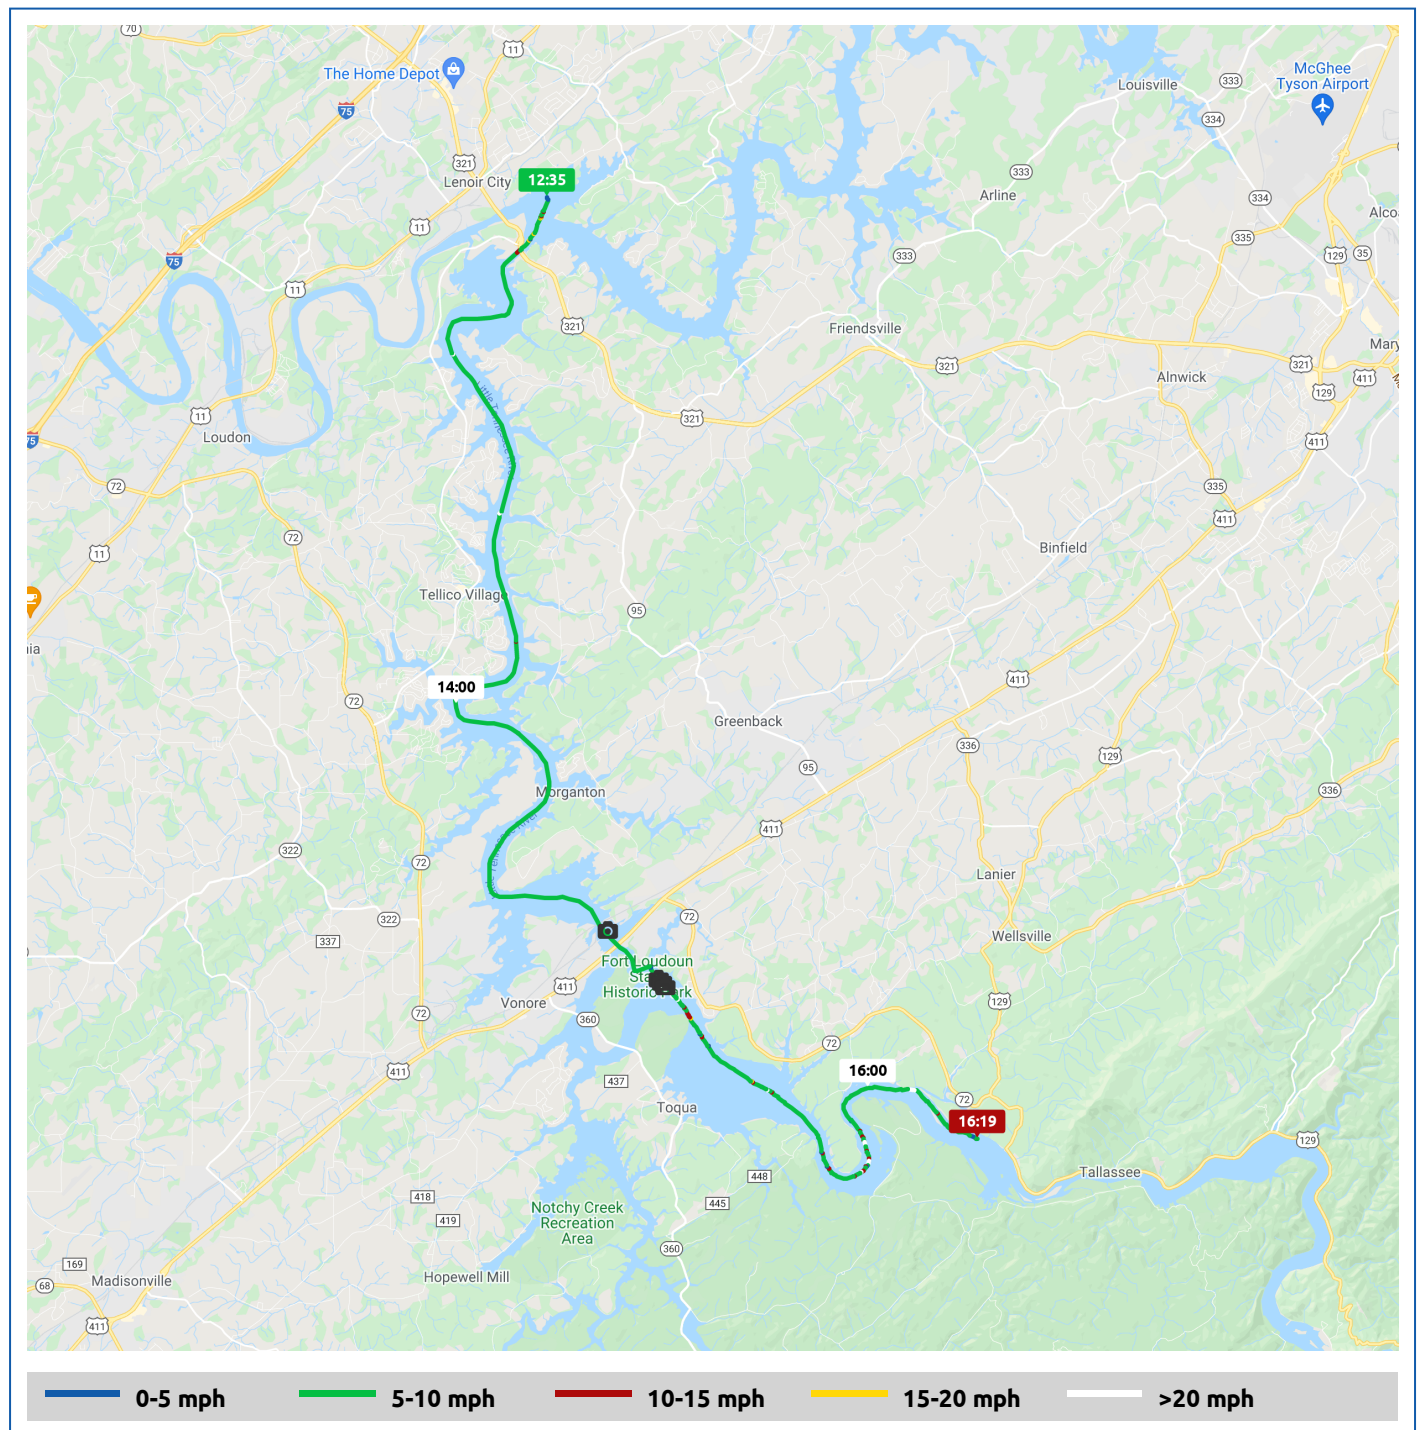 70
11
The Home Depot
McGhee
Tyson Airport
Louisville
333
75
334
321
Lenoir City
12:35
333
Arline
334
Alco
11
335
129
35
333
75
11
321
Friendsville
Mary
321
321
411
Alnwick
129
11
321
Loudon
411
75
72
335
411
72
11
Binfield
Tellico Village
95
ia
411
14:00
72
Greenback
336
129
95
Morganton
336
411
322
72
Lanier
322
72
337
Wellsville
Fort Loudoun
Sta
Historic Park
411
Vonore
129
72
360
72
16:00
411
437
72
Toqua
16:19
129
Tallassee
448
418
445
Notchy Creek
Recreation
Area
419
360
169
Hopewell Mill
68
Madisonville
411
0-5 mph
5-10 mph
10-15 mph
15-20 mph
>20 mph